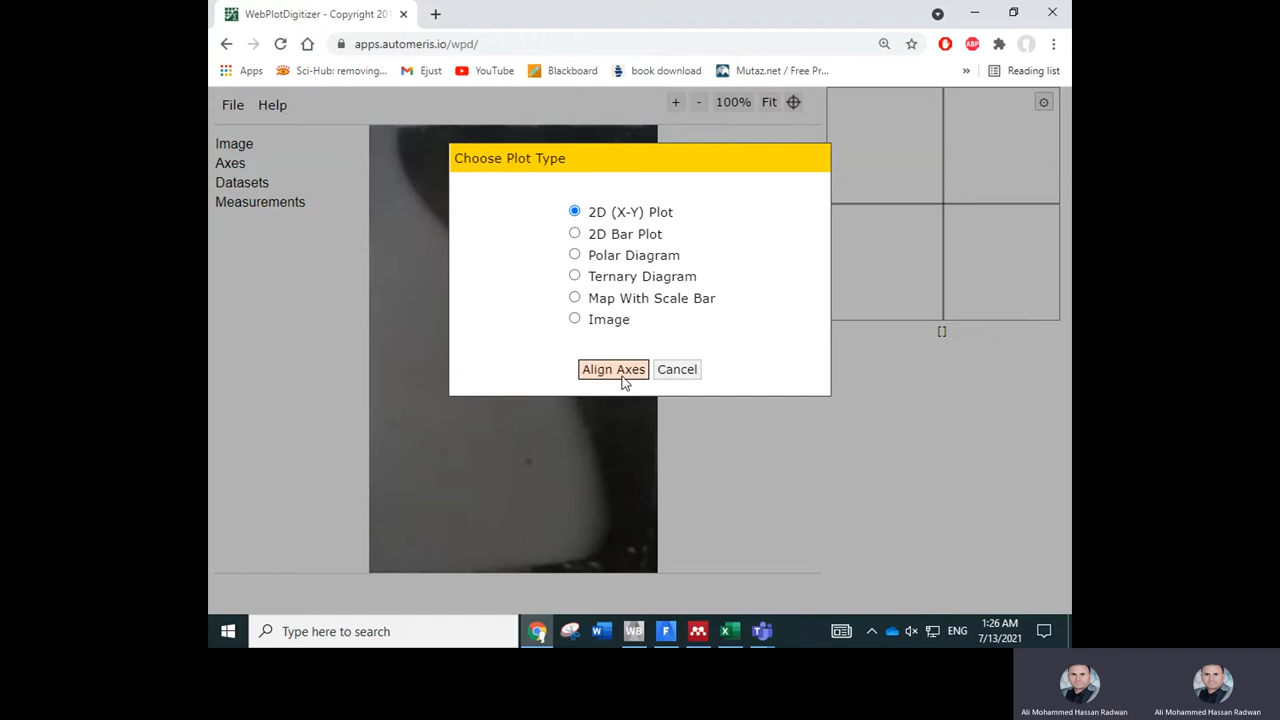 WebPlotDigitizer - Copyright 201
apps.automeris.io/wpd/
ABP
Apps Sci-Hub: removing... Ejust YouTube Blackboard book download Mutaz.net / Free Pr... » Reading list
File Help
+ - 100% Fit
Image
Axes
Datasets
Measurements
Choose Plot Type
2D (X-Y) Plot
2D Bar Plot
Polar Diagram
Ternary Diagram
Map With Scale Bar
Image
Align Axes Cancel
[]
Type here to search
W WB F X T
ENG
1:26 AM
7/13/2021
Ali Mohammed Hassan Radwan
Ali Mohammed Hassan Radwan